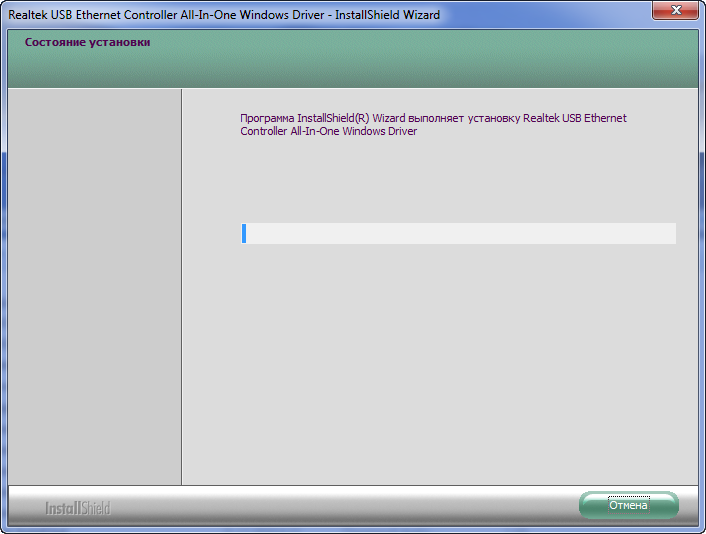 Realtek USB Ethernet Controller All-In-One Windows Driver - InstallShield Wizard
Состояние установки
Программа InstallShield(R) Wizard выполняет установку Realtek USB Ethernet
Controller All-In-One Windows Driver
InstallShield
Отмена